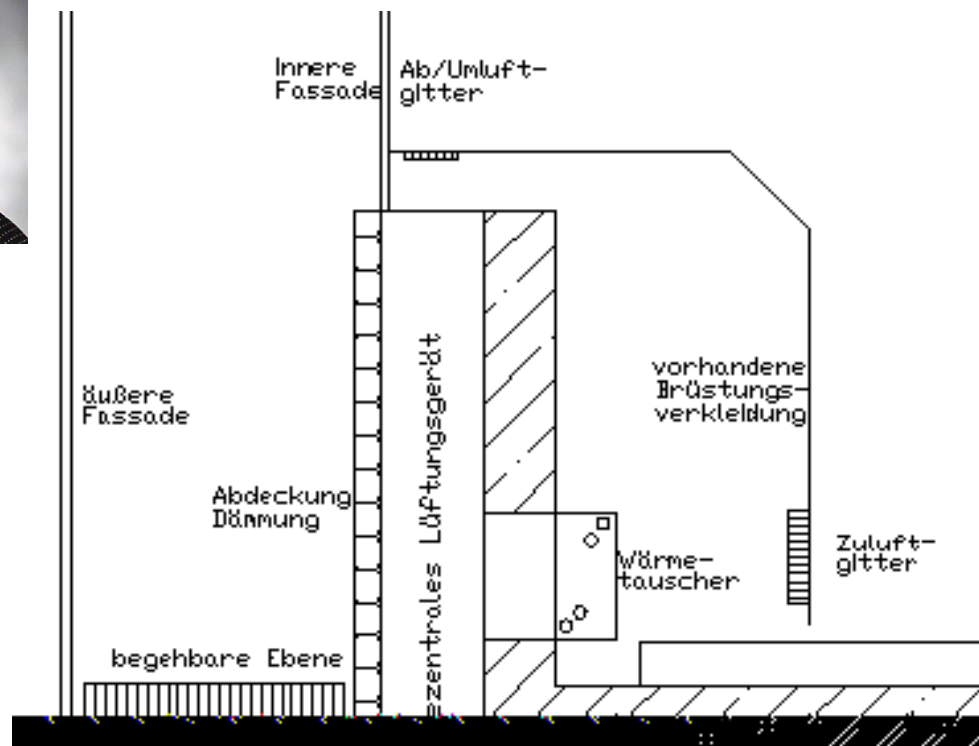 Innere
Fassade
Ab/Umluft-
gitter
äußere
Fassade
vorhandene
Brüstungs-
verkleidung
Abdeckung
Dämmung
ezentrales Lüftungsgerät
Wärme-
tauscher
Zuluft-
gitter
begehbare Ebene